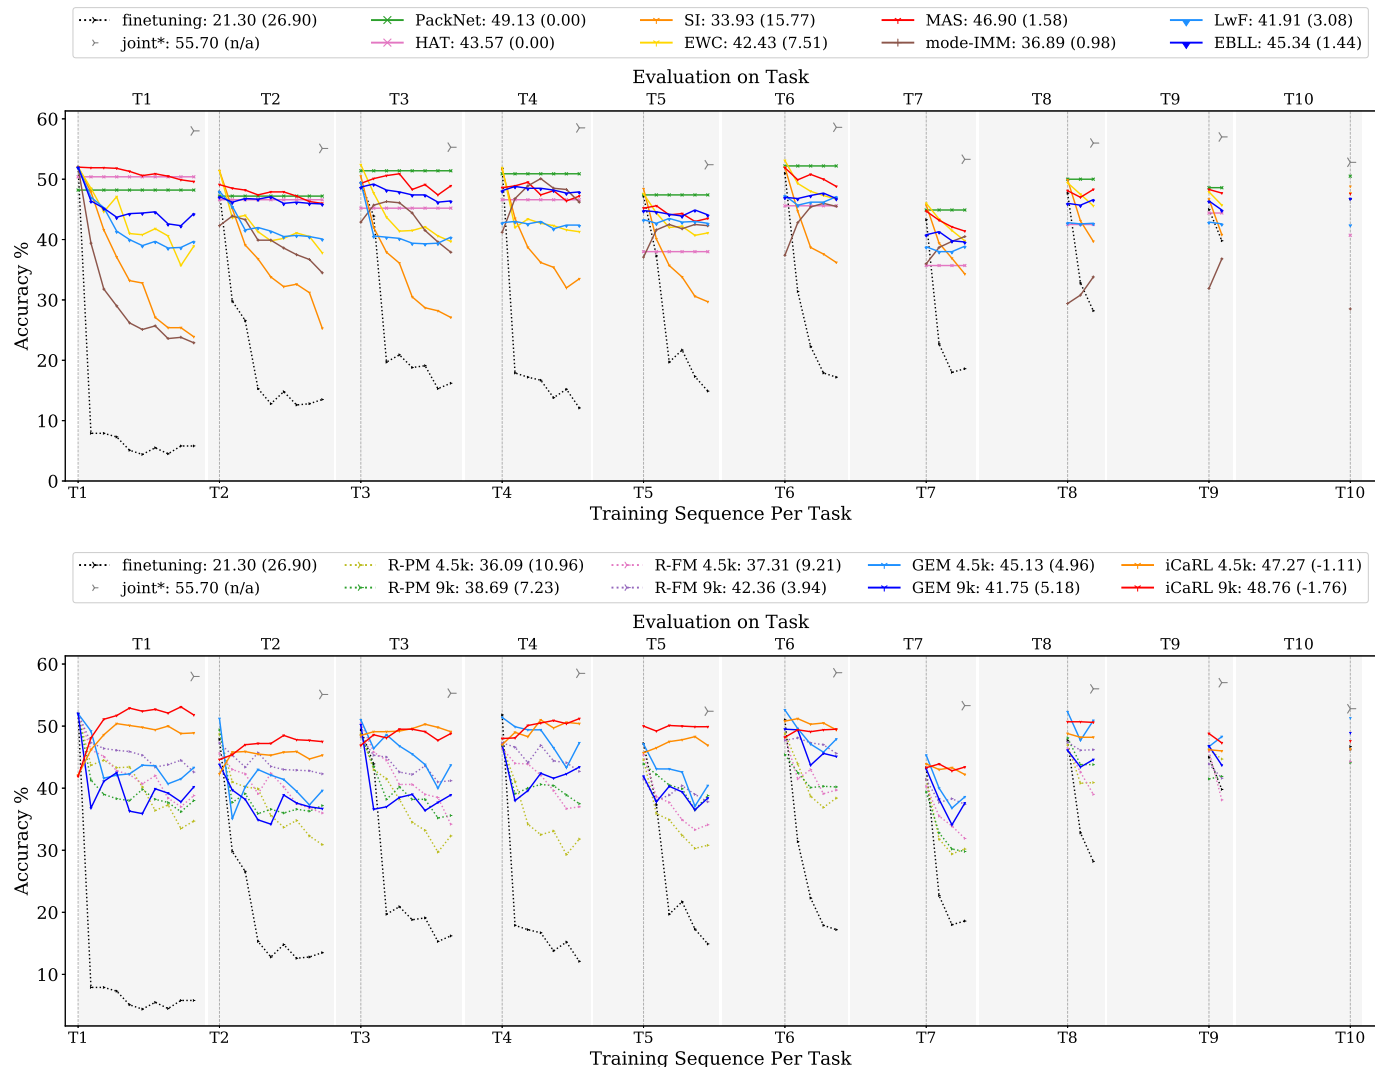 finetuning: 21.30 (26.90) PackNet: 49.13 (0.00) SI: 33.93 (15.77) MAS: 46.90 (1.58) LwF: 41.91 (3.08)
joint*: 55.70 (n/a) HAT: 43.57 (0.00) EWC: 42.43 (7.51) mode-IMM: 36.89 (0.98) EBLL: 45.34 (1.44)
Evaluation on Task
T1 T2 T3 T4 T5 T6 T7 T8 T9 T10
60
50
40
30
20
10
0
Accuracy %
T1 T2 T3 T4 T5 T6 T7 T8 T9 T10
Training Sequence Per Task
finetuning: 21.30 (26.90) R-PM 4.5k: 36.09 (10.96) R-FM 4.5k: 37.31 (9.21) GEM 4.5k: 45.13 (4.96) iCaRL 4.5k: 47.27 (-1.11)
joint*: 55.70 (n/a) R-PM 9k: 38.69 (7.23) R-FM 9k: 42.36 (3.94) GEM 9k: 41.75 (5.18) iCaRL 9k: 48.76 (-1.76)
Evaluation on Task
T1 T2 T3 T4 T5 T6 T7 T8 T9 T10
60
50
40
30
20
10
Accuracy %
T1 T2 T3 T4 T5 T6 T7 T8 T9 T10
Training Sequence Per Task